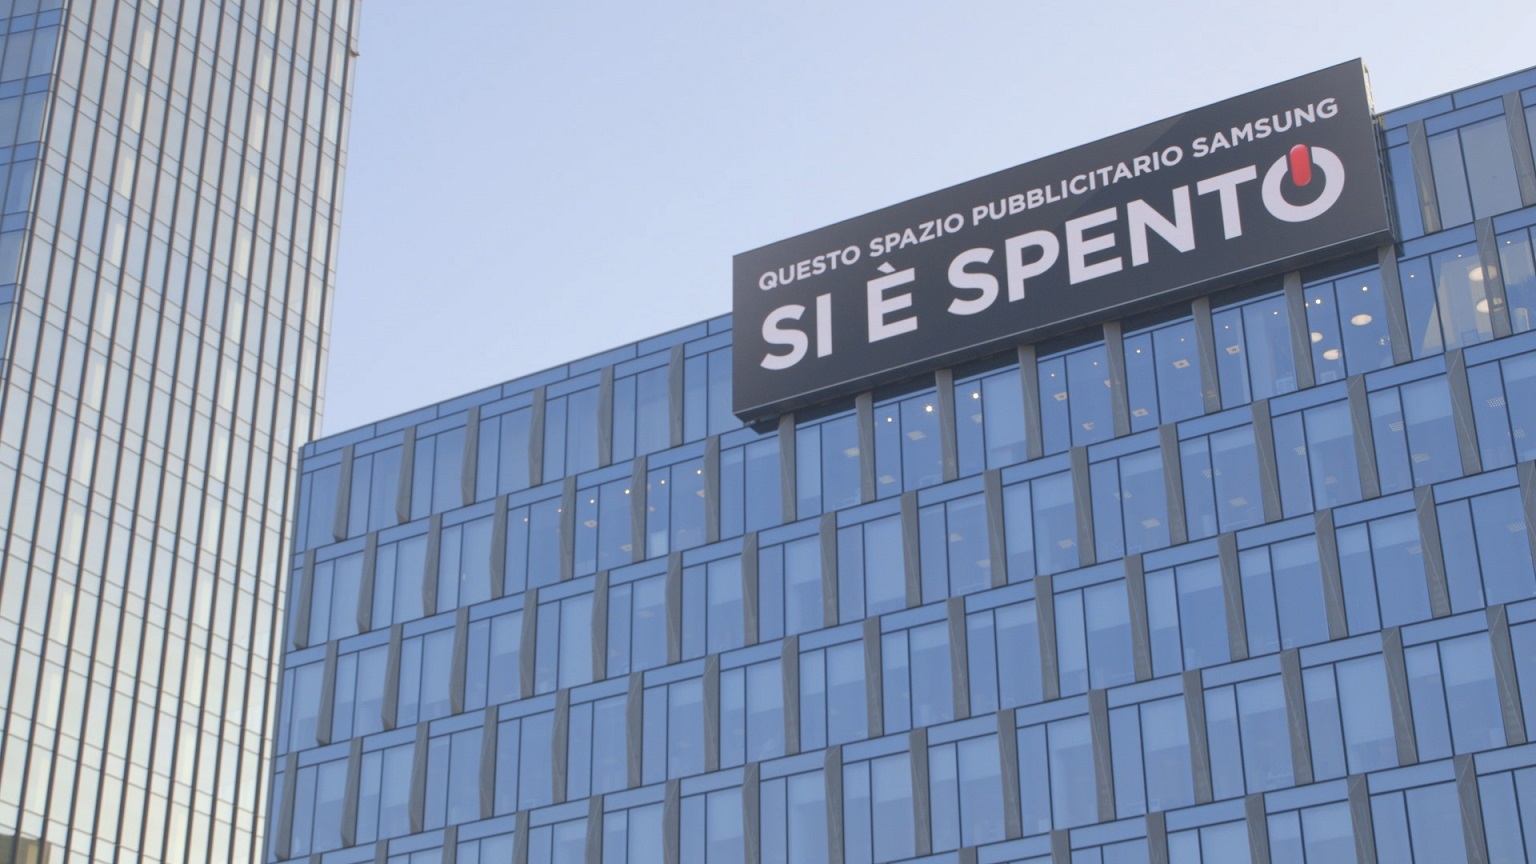 QUESTO SPAZIO PUBBLICITARIO SAMSUNG
SI È SPENTO